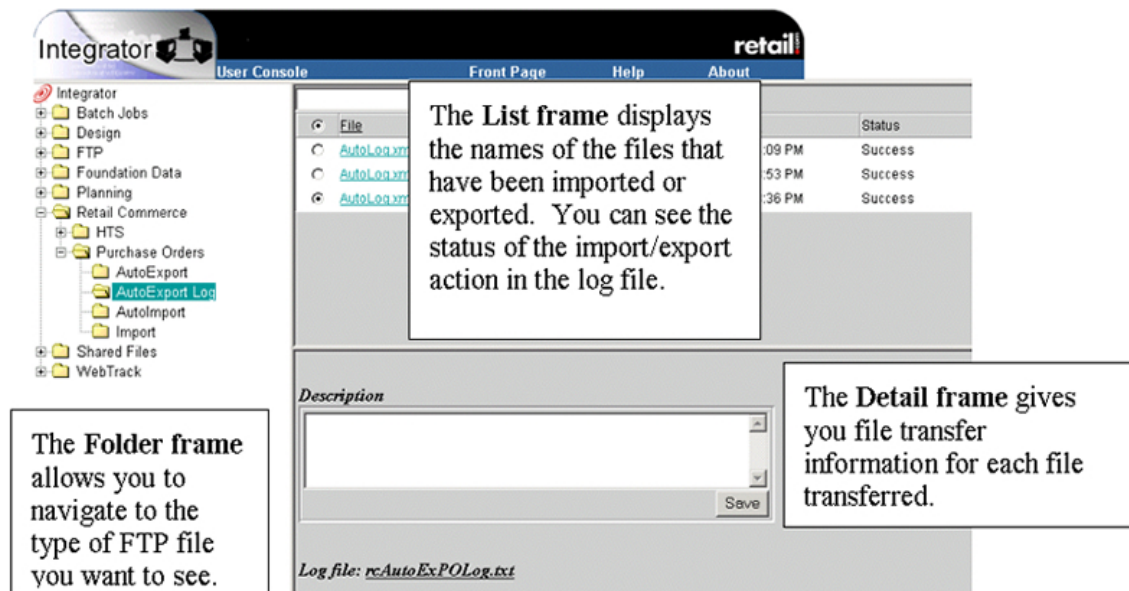 Integrator
retail
User Console Front Page Help About
Integrator
Batch Jobs
Design
FTP
Foundation Data
Planning
Retail Commerce
HTS
Purchase Orders
AutoExport
AutoExport Log
AutoImport
Import
Shared Files
WebTrack
File Status
AutoLog.xm :09 PM Success
AutoLog.xm :53 PM Success
AutoLog.xm :36 PM Success
The List frame displays
the names of the files that
have been imported or
exported. You can see the
status of the import/export
action in the log file.
Description
Save
Log file: rcAutoExPOLog.txt
The Detail frame gives
you file transfer
information for each file
transferred.
The Folder frame
allows you to
navigate to the
type of FTP file
you want to see.